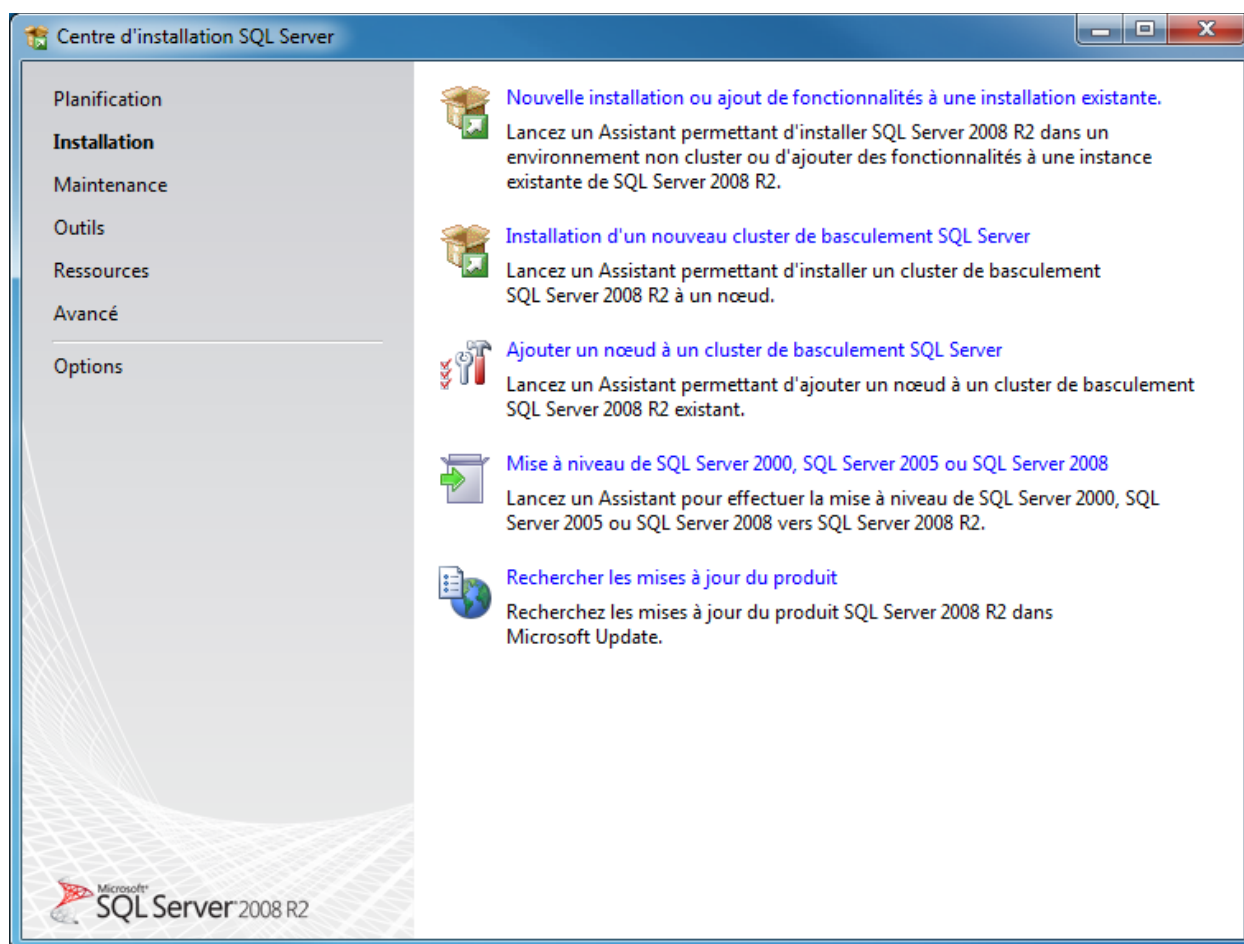 Centre d'installation SQL Server
Planification
Installation
Maintenance
Outils
Ressources
Avancé
Options
Nouvelle installation ou ajout de fonctionnalités à une installation existante.
Lancez un Assistant permettant d'installer SQL Server 2008 R2 dans un
environnement non cluster ou d'ajouter des fonctionnalités à une instance
existante de SQL Server 2008 R2.
Installation d'un nouveau cluster de basculement SQL Server
Lancez un Assistant permettant d'installer un cluster de basculement
SQL Server 2008 R2 à un nœud.
Ajouter un nœud à un cluster de basculement SQL Server
Lancez un Assistant permettant d'ajouter un nœud à un cluster de basculement
SQL Server 2008 R2 existant.
Mise à niveau de SQL Server 2000, SQL Server 2005 ou SQL Server 2008
Lancez un Assistant pour effectuer la mise à niveau de SQL Server 2000, SQL
Server 2005 ou SQL Server 2008 vers SQL Server 2008 R2.
Rechercher les mises à jour du produit
Recherchez les mises à jour du produit SQL Server 2008 R2 dans
Microsoft Update.
Microsoft®
SQL Server 2008 R2